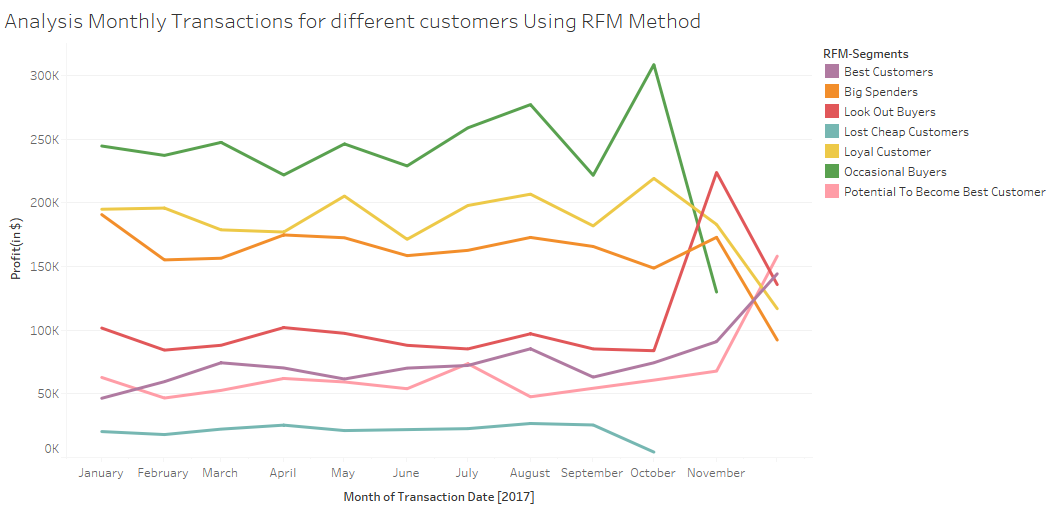 Analysis Monthly Transactions for different customers Using RFM Method
RFM-Segments
Best Customers
Big Spenders
Look Out Buyers
Lost Cheap Customers
Loyal Customer
Occasional Buyers
Potential To Become Best Customer
Profit(in $)
300K
250K
200K
150K
100K
50K
0K
January February March April May June July August September October November
Month of Transaction Date [2017]